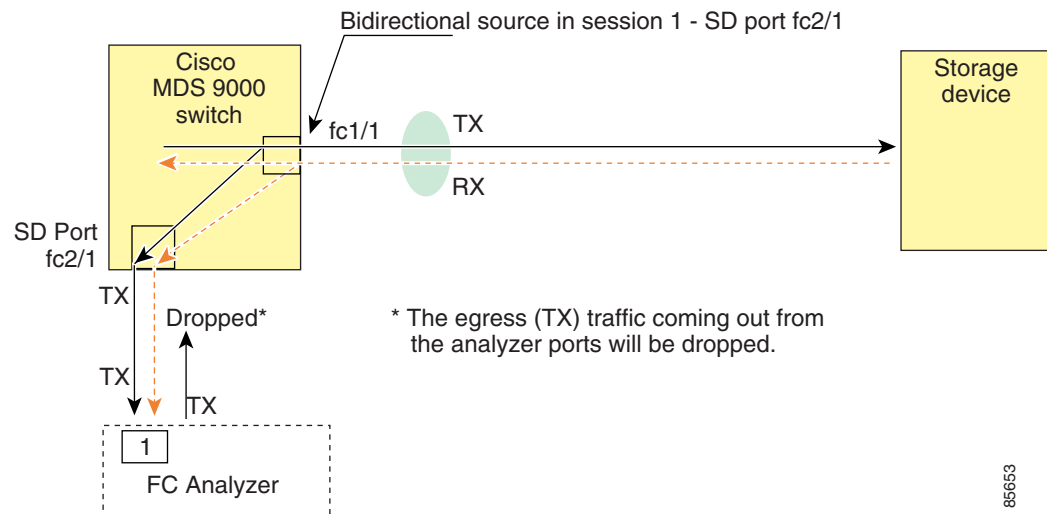 Bidirectional source in session 1 - SD port fc2/1
Cisco
MDS 9000
switch
Storage
device
fc1/1
TX
RX
SD Port
fc2/1
TX
Dropped*
* The egress (TX) traffic coming out from
the analyzer ports will be dropped.
TX
TX
1
FC Analyzer
85653